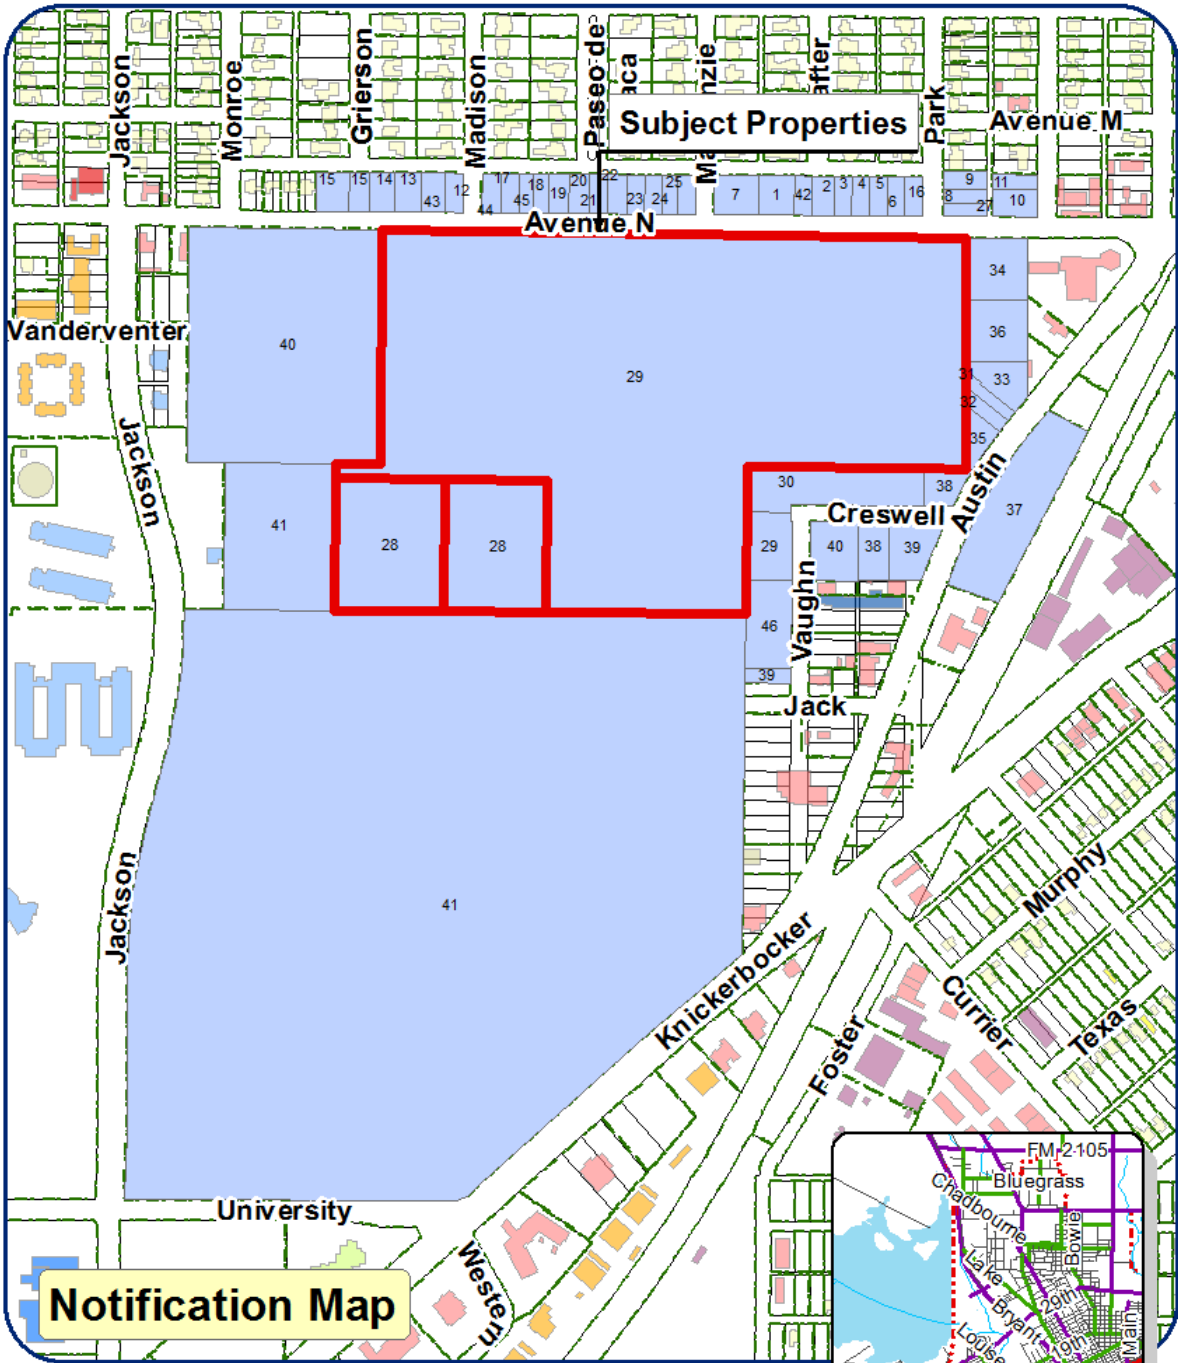 Jackson
Monroe
Grierson
Madison
Paseo de
aca
Ma
nzie
after
Park
Avenue M
Subject Properties
15
15
14
13
43
12
44
17
45
18
19
20
21
22
23
24
25
7
1
42
2
3
4
5
6
16
9
8
11
27
10
Avenue N
34
Vanderventer
40
29
36
31
33
32
35
Jackson
41
28
28
30
38
Austin
37
Creswell
29
40
38
39
Vaughn
46
39
Jack
Jackson
41
Murphy
Knickerbocker
Currier
Texas
Foster
University
Western
Notification Map
FM 2105
Bluegrass
Chadbourne
Bowie
Lake
29th
Bryant
19th
Main
Louise